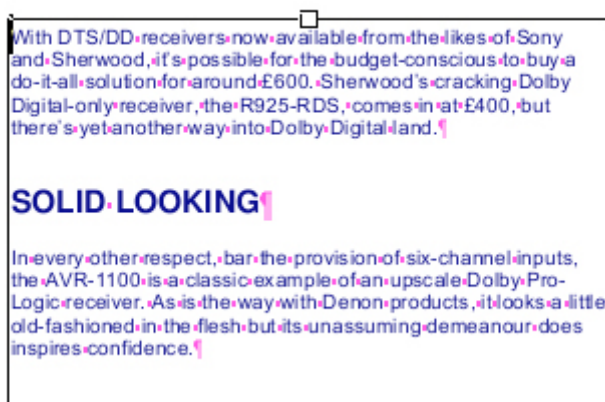 With DTS/DD receivers now available from the likes of Sony
and Sherwood, it's possible for the budget-conscious to buy a
do-it-all solution for around £600. Sherwood's cracking Dolby
Digital-only receiver, the R925-RDS, comes in at £400, but
there's yet another way into Dolby Digital land.¶
SOLID LOOKING¶
In every other respect, bar the provision of six-channel inputs,
the AVR-1100 is a classic example of an upscale Dolby Pro-
Logic receiver. As is the way with Denon products, it looks a little
old-fashioned in the flesh but its unassuming demeanour does
inspires confidence.¶